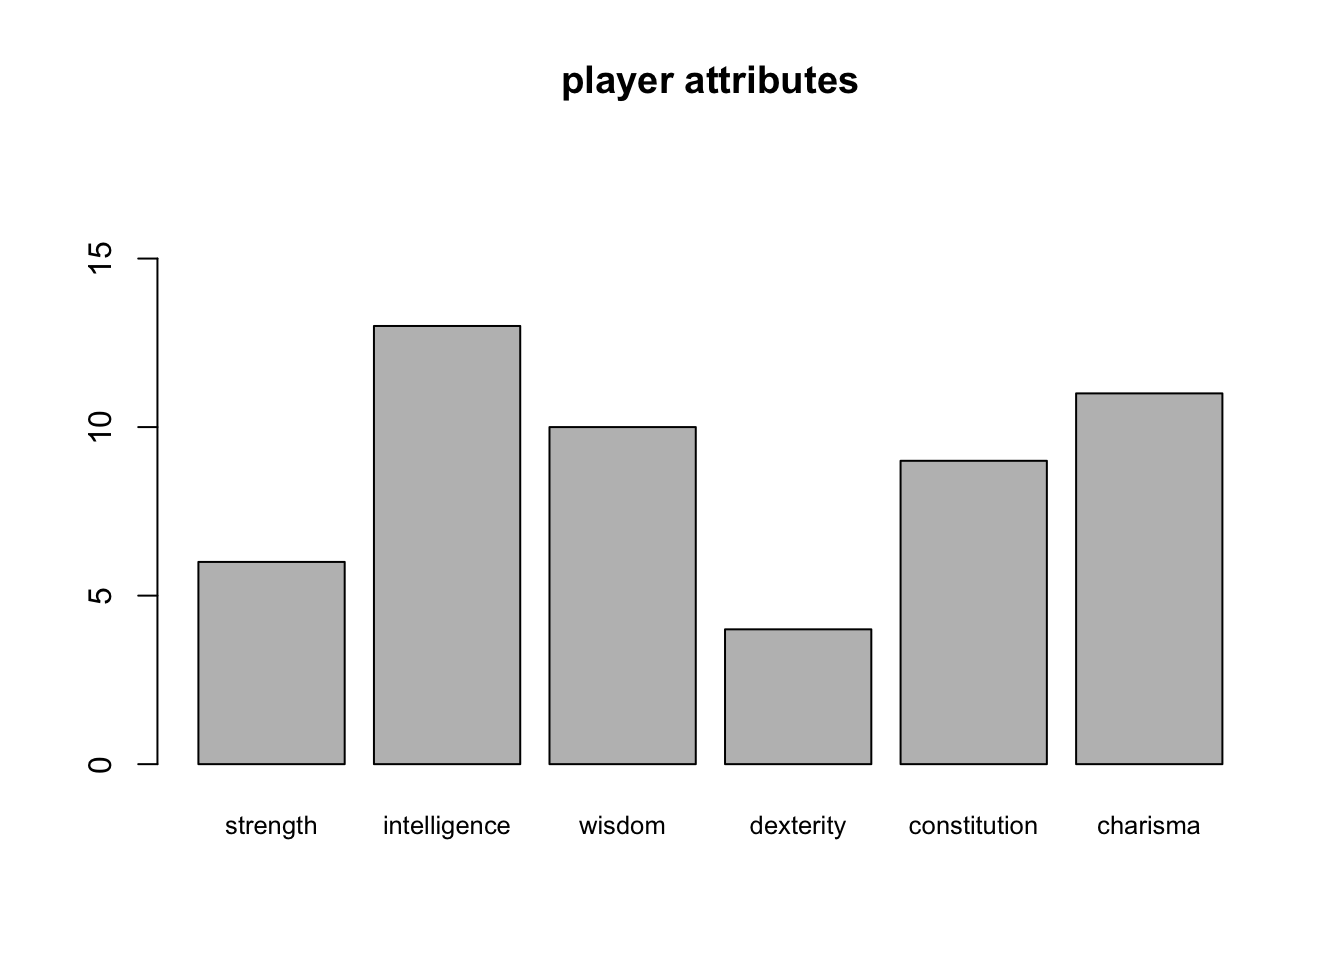 player attributes
15
10
5
0
strength intelligence wisdom dexterity constitution charisma